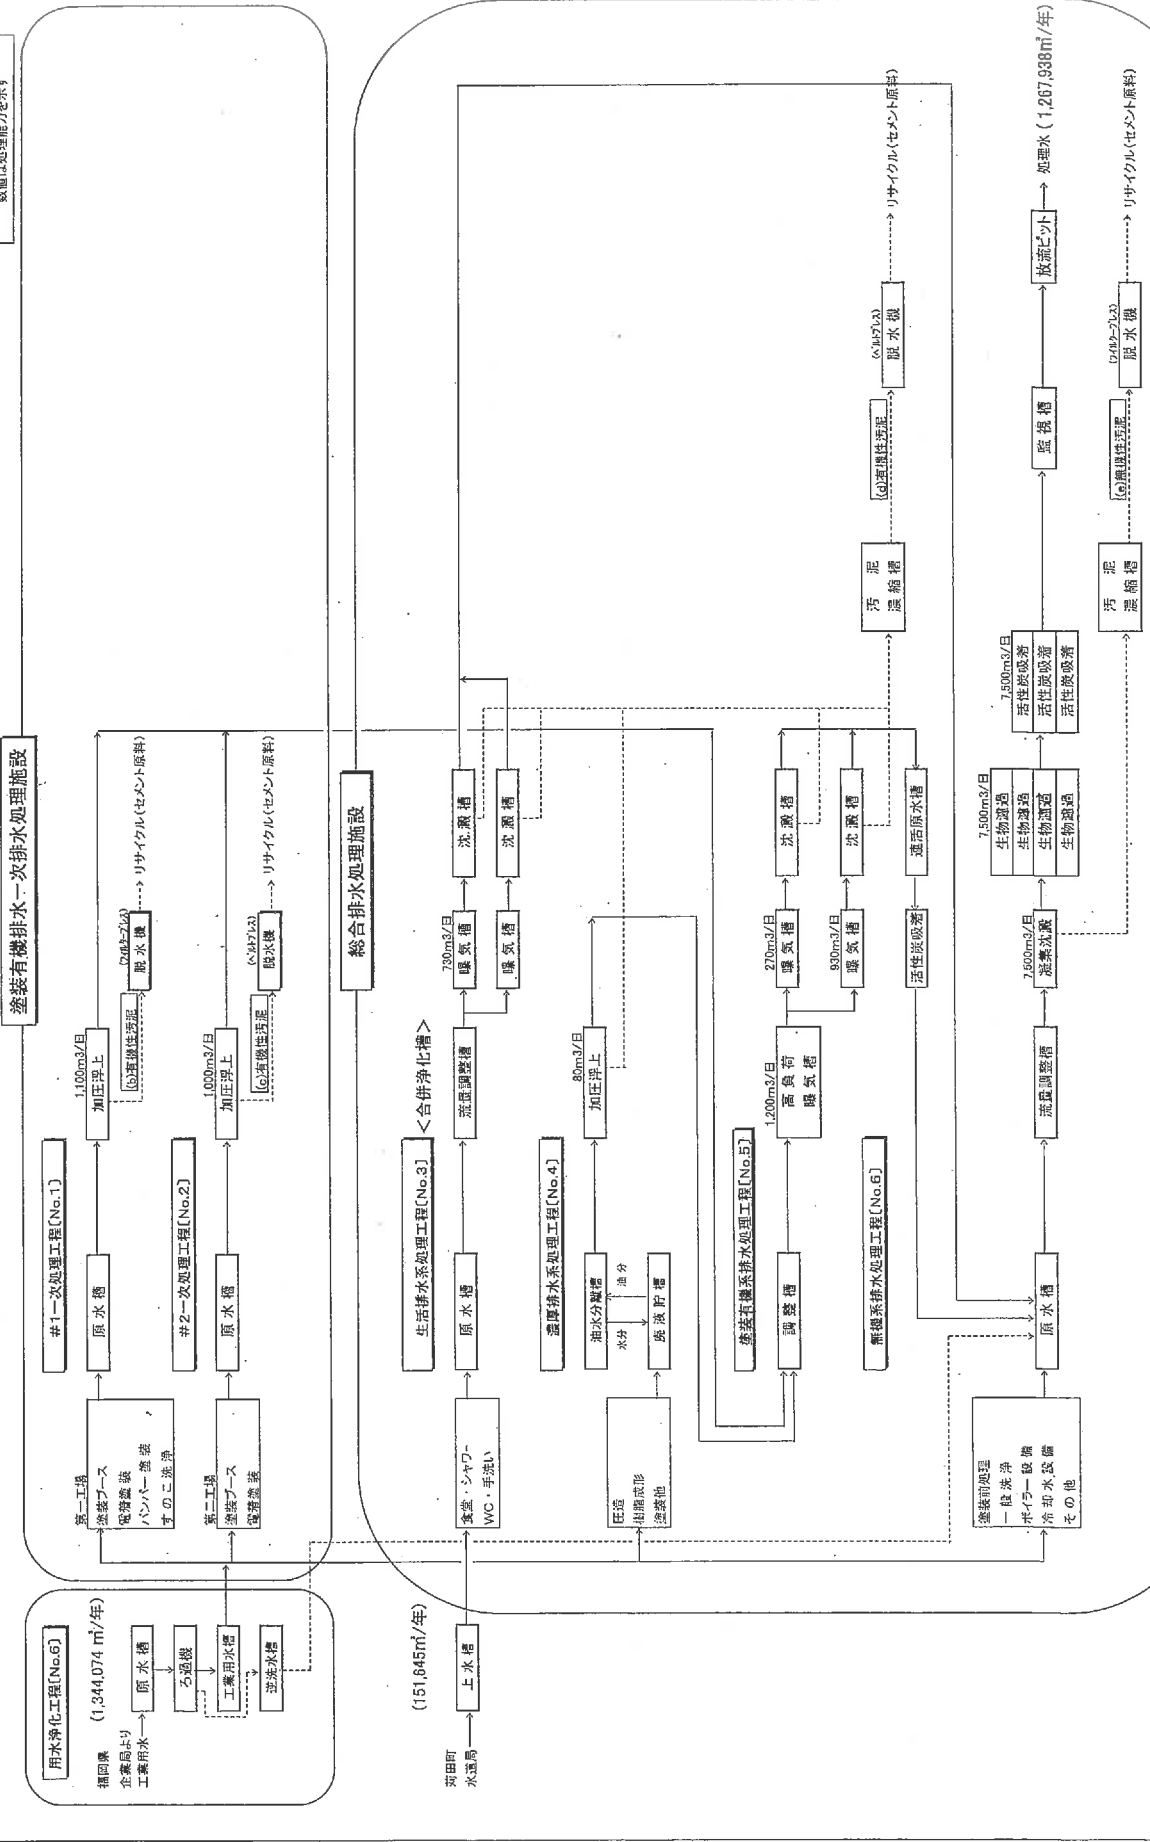 数値は処理能力を示す
用水浄化工程[No.6]
福岡県
企業局より
工業用水
(1,344,074 ㎥/年)
原水槽
ろ過機
工業用水槽
逆洗水槽
塗装有機排水一次排水処理施設
#1一次処理工程[No.1]
第一工場
塗装ブース
電着塗装
バンパー塗装
すのこ洗浄
原水槽
1,100m3/日
加圧浮上
(b)有機性汚泥
(フィルタープレス)
脱水機
リサイクル(セメント原料)
#2一次処理工程[No.2]
第二工場
塗装ブース
電着塗装
原水槽
1,000m3/日
加圧浮上
(c)有機性汚泥
(ベルトプレス)
脱水機
リサイクル(セメント原料)
総合排水処理施設
苅田町
水道局
(151,645㎥/年)
上水槽
生活排水系処理工程[No.3]
<合併浄化槽>
食堂・シャワー
WC・手洗い
原水槽
流量調整槽
730m3/日
曝気槽
沈澱槽
曝気槽
沈澱槽
濃厚排水系処理工程[No.4]
圧造
樹脂成形
塗装他
油水分離槽
水分
油分
廃液貯槽
80m3/日
加圧浮上
塗装有機系排水処理工程[No.5]
調整槽
1,200m3/日
高負荷
曝気槽
270m3/日
曝気槽
沈澱槽
930m3/日
曝気槽
沈澱槽
連活原水槽
活性炭吸着
汚泥
濃縮槽
(d)有機性汚泥
(ベルトプレス)
脱水機
リサイクル(セメント原料)
無機系排水処理工程[No.6]
塗装前処理
一般洗浄
ボイラー設備
冷却水設備
その他
原水槽
流量調整槽
7,500m3/日
凝集沈澱
7,500m3/日
生物濾過
生物濾過
生物濾過
生物濾過
7,500m3/日
活性炭吸着
活性炭吸着
活性炭吸着
監視槽
放流ピット
処理水(1,267,938㎥/年)
汚泥
濃縮槽
(e)無機性汚泥
(フイルタープレス)
脱水機
リサイクル(セメント原料)